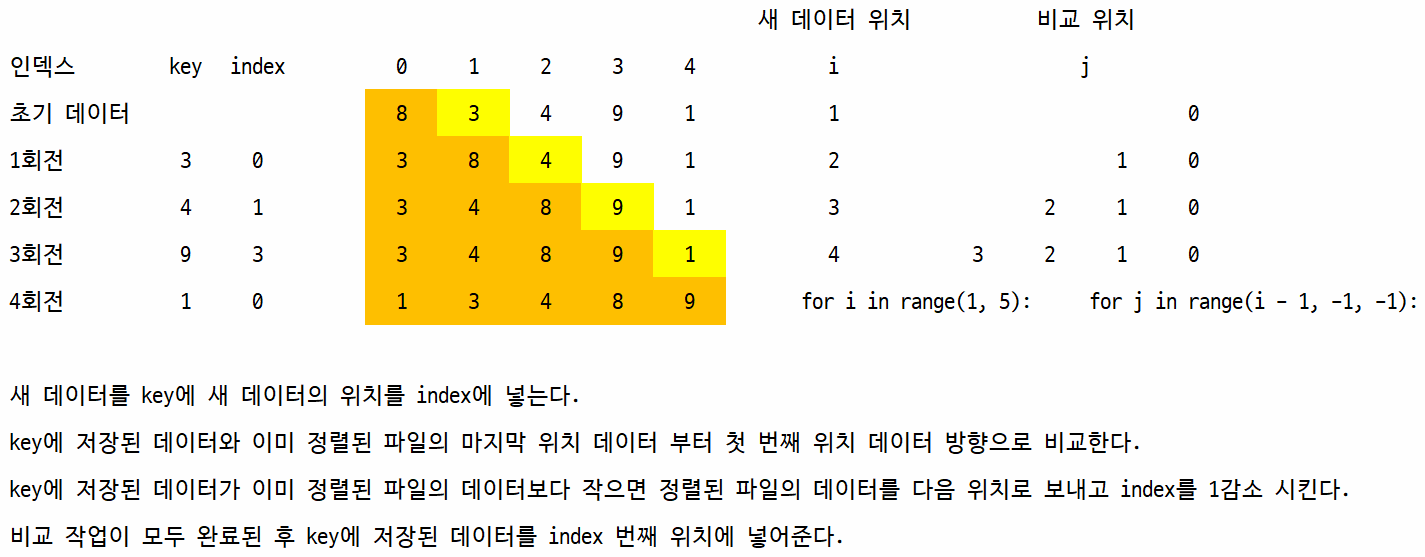 새 데이터 위치 비교 위치
인덱스 key index 0 1 2 3 4 i j
초기 데이터 8 3 4 9 1 1 0
1회전 3 0 3 8 4 9 1 2 1 0
2회전 4 1 3 4 8 9 1 3 2 1 0
3회전 9 3 3 4 8 9 1 4 3 2 1 0
4회전 1 0 1 3 4 8 9 for i in range(1, 5): for j in range(i - 1, -1, -1):
새 데이터를 key에 새 데이터의 위치를 index에 넣는다.
key에 저장된 데이터와 이미 정렬된 파일의 마지막 위치 데이터 부터 첫 번째 위치 데이터 방향으로 비교한다.
key에 저장된 데이터가 이미 정렬된 파일의 데이터보다 작으면 정렬된 파일의 데이터를 다음 위치로 보내고 index를 1감소 시킨다.
비교 작업이 모두 완료된 후 key에 저장된 데이터를 index 번째 위치에 넣어준다.